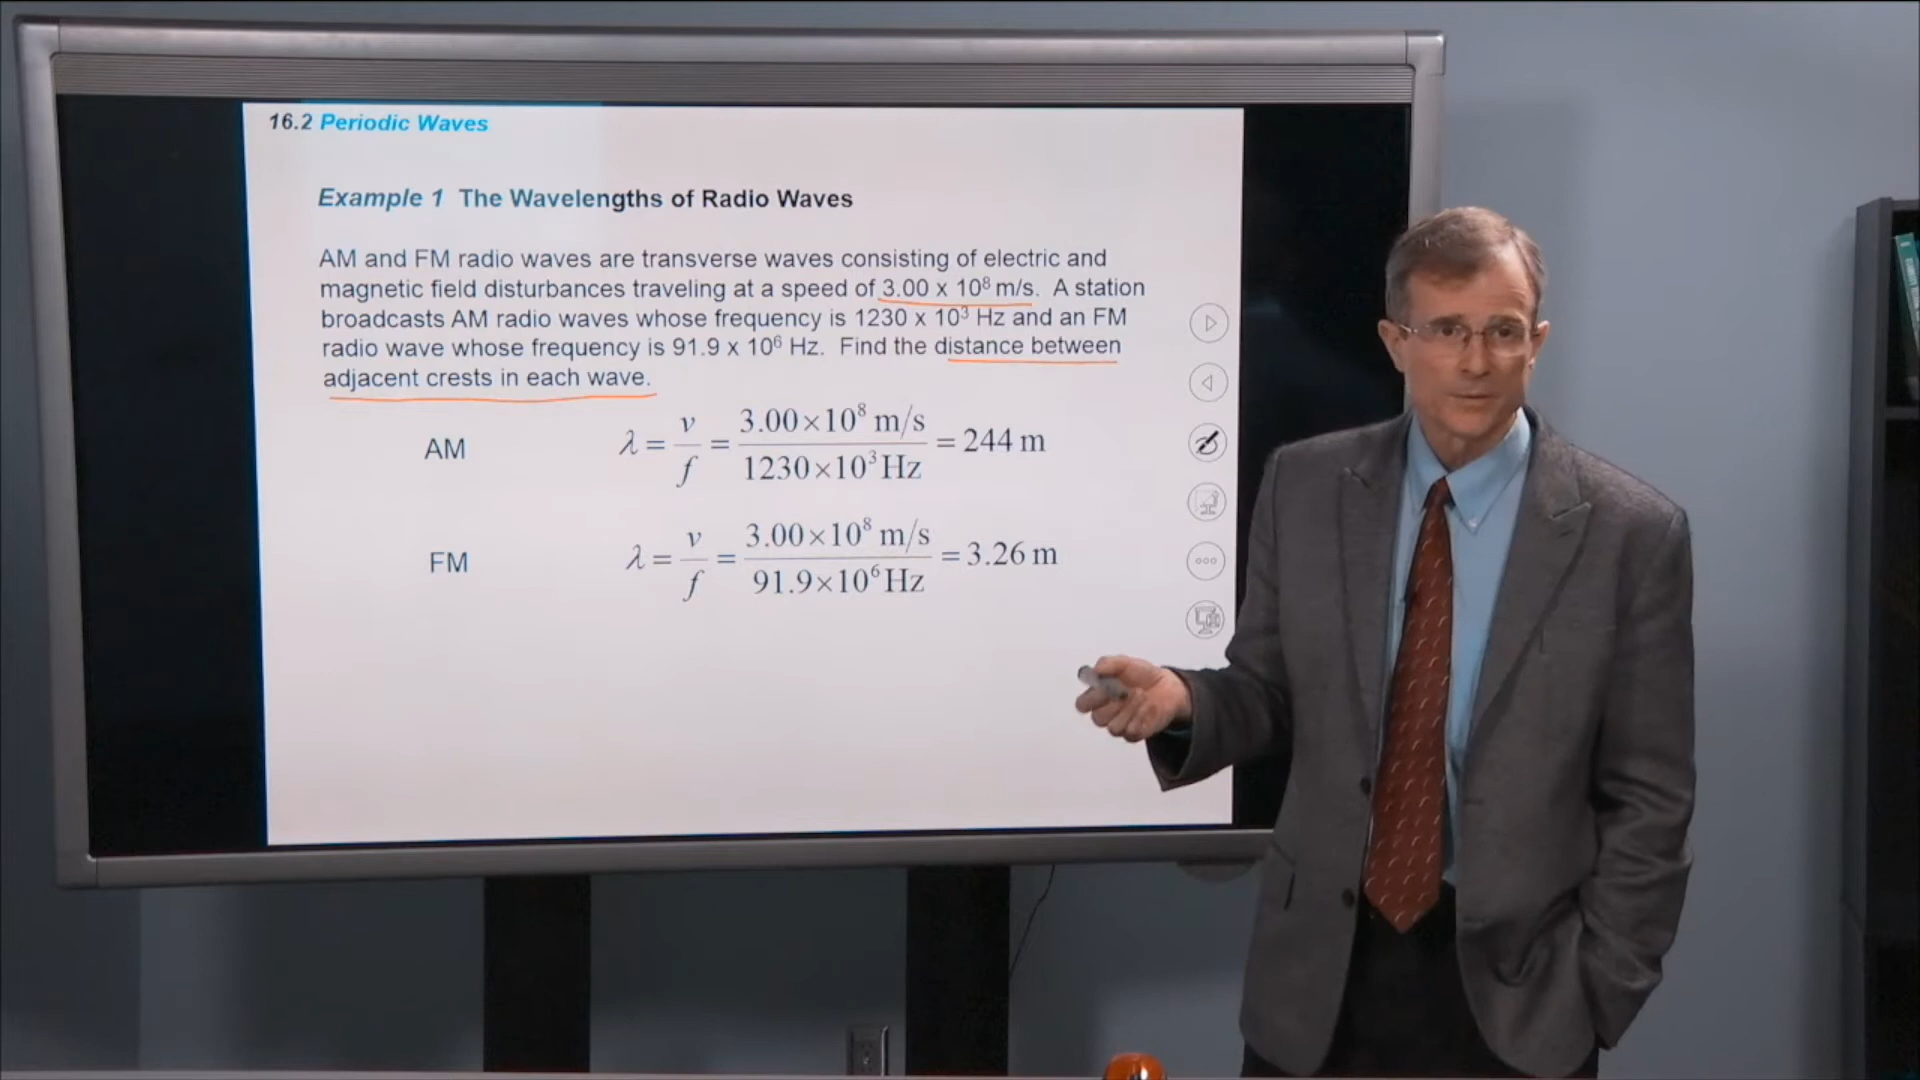 16.2 Periodic Waves
Example 1 The Wavelengths of Radio Waves
AM and FM radio waves are transverse waves consisting of electric and
magnetic field disturbances traveling at a speed of 3.00 x 10⁸ m/s. A station
broadcasts AM radio waves whose frequency is 1230 x 10³ Hz and an FM
radio wave whose frequency is 91.9 x 10⁶ Hz. Find the distance between
adjacent crests in each wave.
AM λ = v/f = 3.00×10⁸ m/s / 1230×10³ Hz = 244 m
FM λ = v/f = 3.00×10⁸ m/s / 91.9×10⁶ Hz = 3.26 m